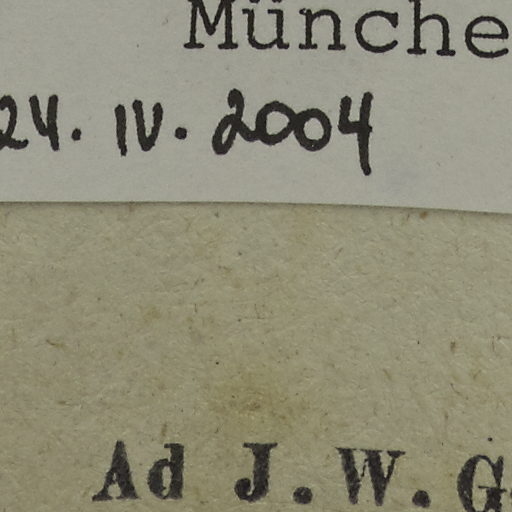 Münche
24. IV. 2004
Ad J. W. G